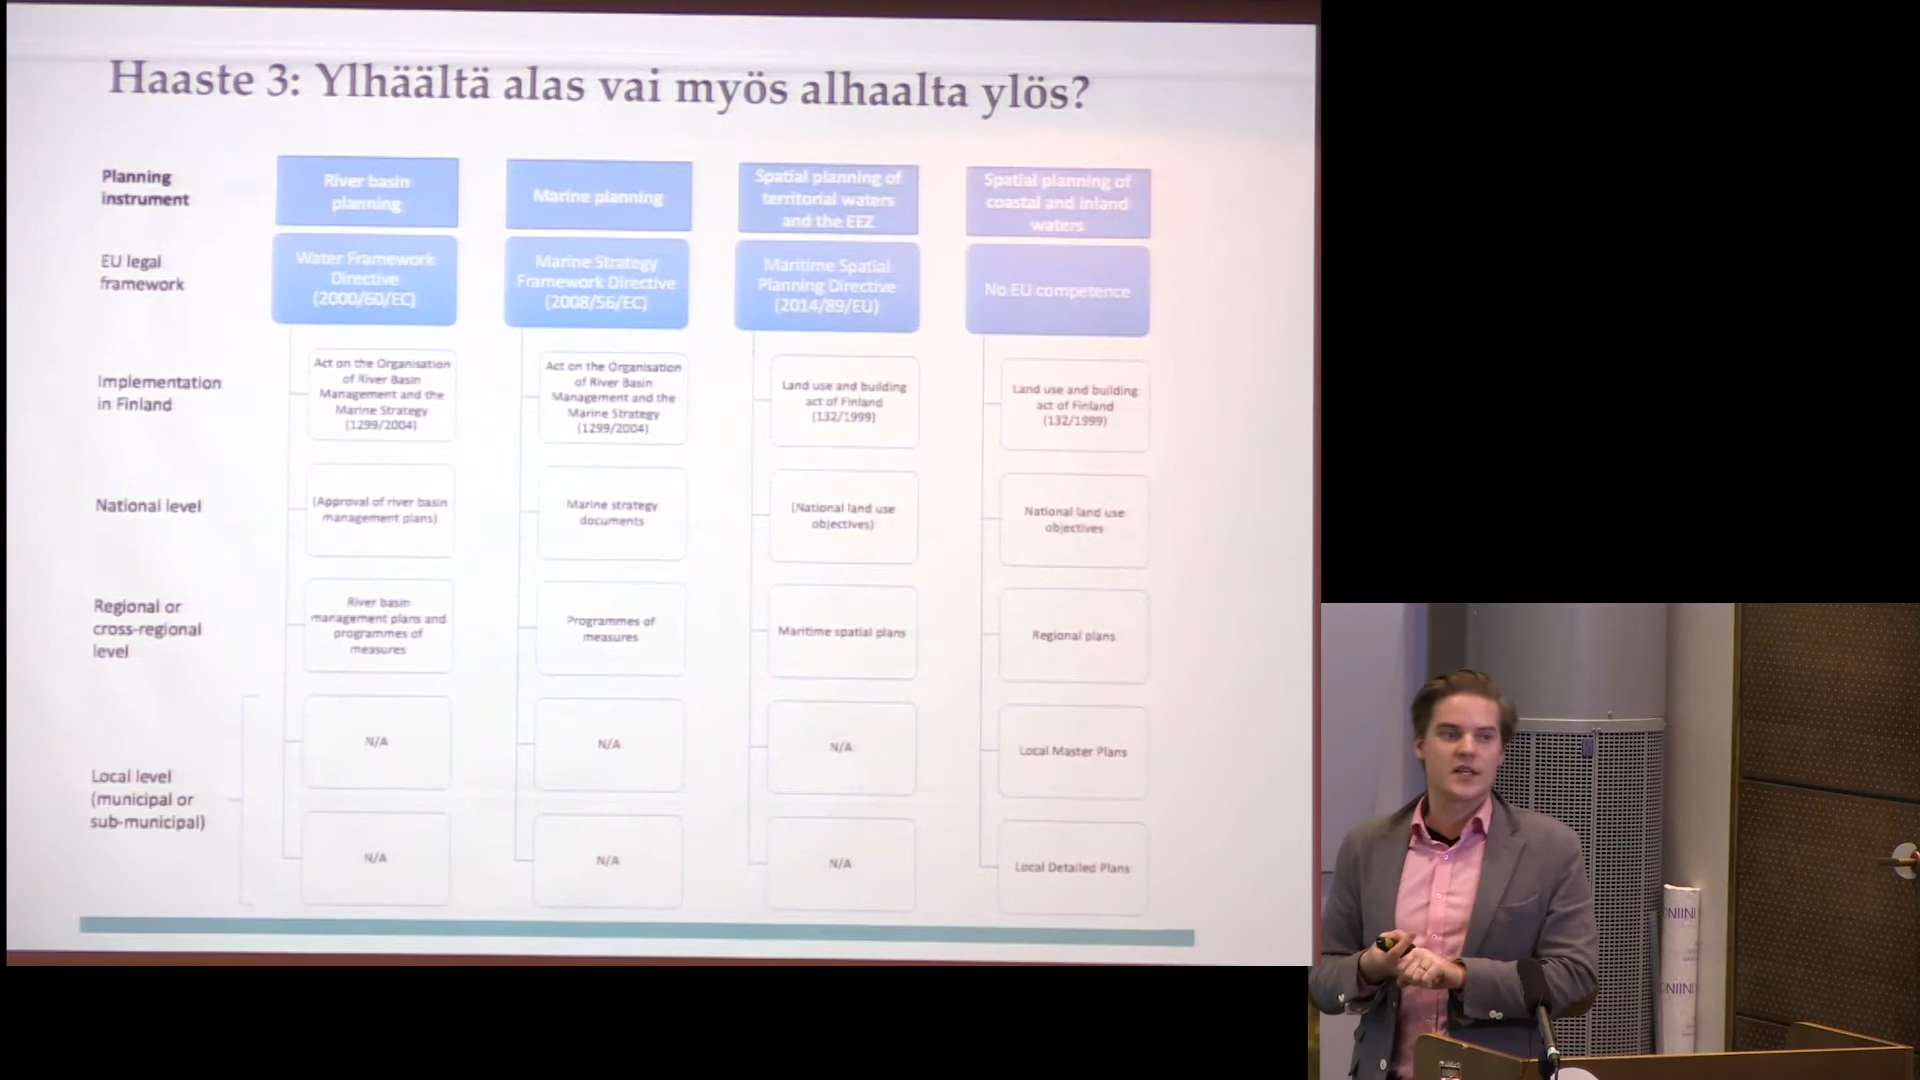 Haaste 3: Ylhäältä alas vai myös alhaalta ylös?
Planning
instrument
River basin
planning
Marine planning
Spatial planning of
territorial waters
and the EEZ
Spatial planning of
coastal and inland
waters
EU legal
framework
Water Framework
Directive
(2000/60/EC)
Marine Strategy
Framework Directive
(2008/56/EC)
Maritime Spatial
Planning Directive
(2014/89/EU)
No EU competence
Implementation
in Finland
Act on the Organisation
of River Basin
Management and the
Marine Strategy
(1299/2004)
Act on the Organisation
of River Basin
Management and the
Marine Strategy
(1299/2004)
Land use and building
act of Finland
(132/1999)
Land use and building
act of Finland
(132/1999)
National level
(Approval of river basin
management plans)
Marine strategy
documents
(National land use
objectives)
National land use
objectives
Regional or
cross-regional
level
River basin
management plans and
programmes of
measures
Programmes of
measures
Maritime spatial plans
Regional plans
Local level
(municipal or
sub-municipal)
N/A
N/A
N/A
Local Master Plans
N/A
N/A
N/A
Local Detailed Plans
NIINI
NIINI